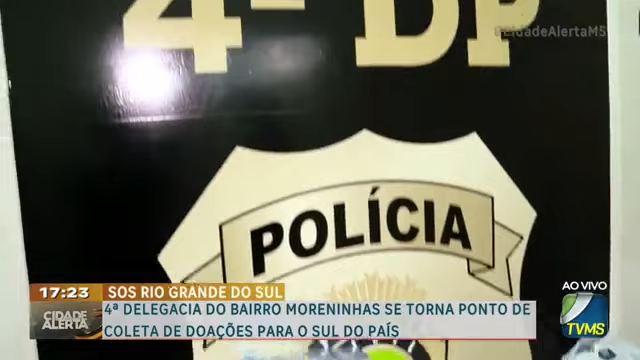 4ª DP
#CidadeAlertaMS
POLÍCIA
17:23
SOS RIO GRANDE DO SUL
CIDADE
ALERTA
4ª DELEGACIA DO BAIRRO MORENINHAS SE TORNA PONTO DE
COLETA DE DOAÇÕES PARA O SUL DO PAÍS
AO VIVO
TVMS